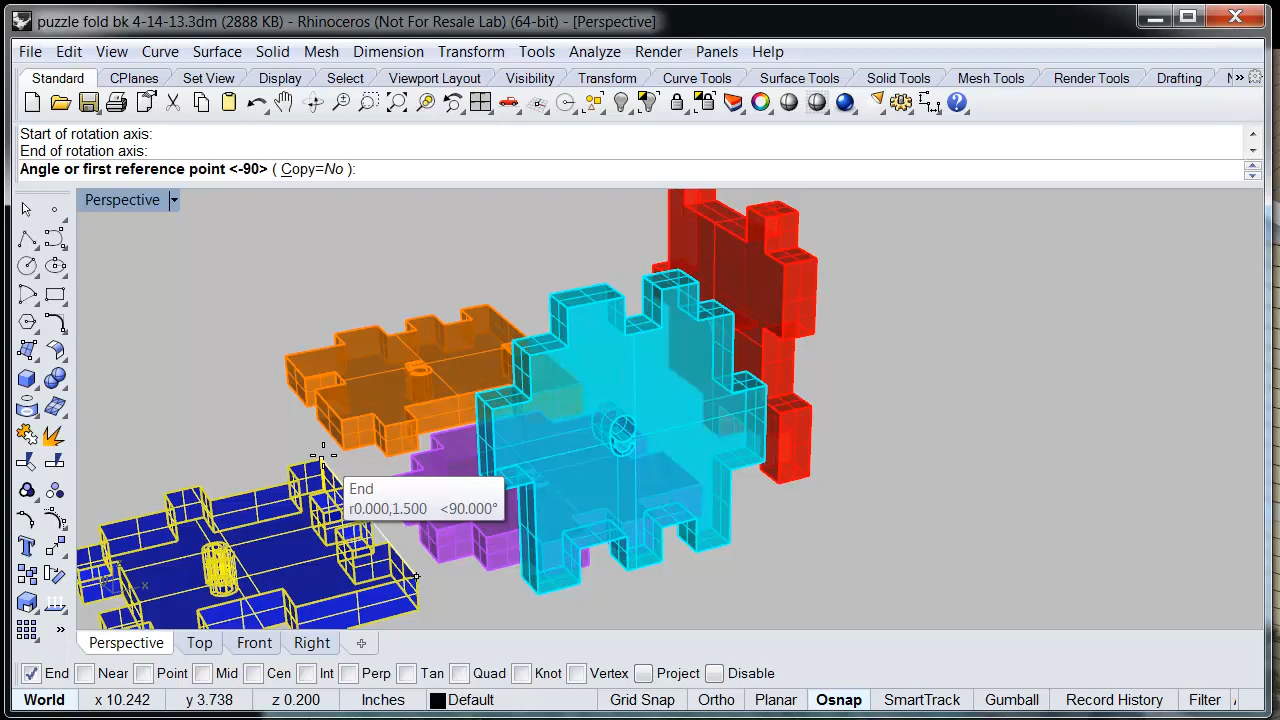 puzzle fold bk 4-14-13.3dm (2888 KB) - Rhinoceros (Not For Resale Lab) (64-bit) - [Perspective]
File Edit View Curve Surface Solid Mesh Dimension Transform Tools Analyze Render Panels Help
Standard CPlanes Set View Display Select Viewport Layout Visibility Transform Curve Tools Surface Tools Solid Tools Mesh Tools Render Tools Drafting
Start of rotation axis:
End of rotation axis:
Angle or first reference point <-90> ( Copy=No ):
Perspective
End
r0.000,1.500 <90.000°
x
Perspective Top Front Right
End Near Point Mid Cen Int Perp Tan Quad Knot Vertex Project Disable
World x 10.242 y 3.738 z 0.200 Inches Default Grid Snap Ortho Planar Osnap SmartTrack Gumball Record History Filter